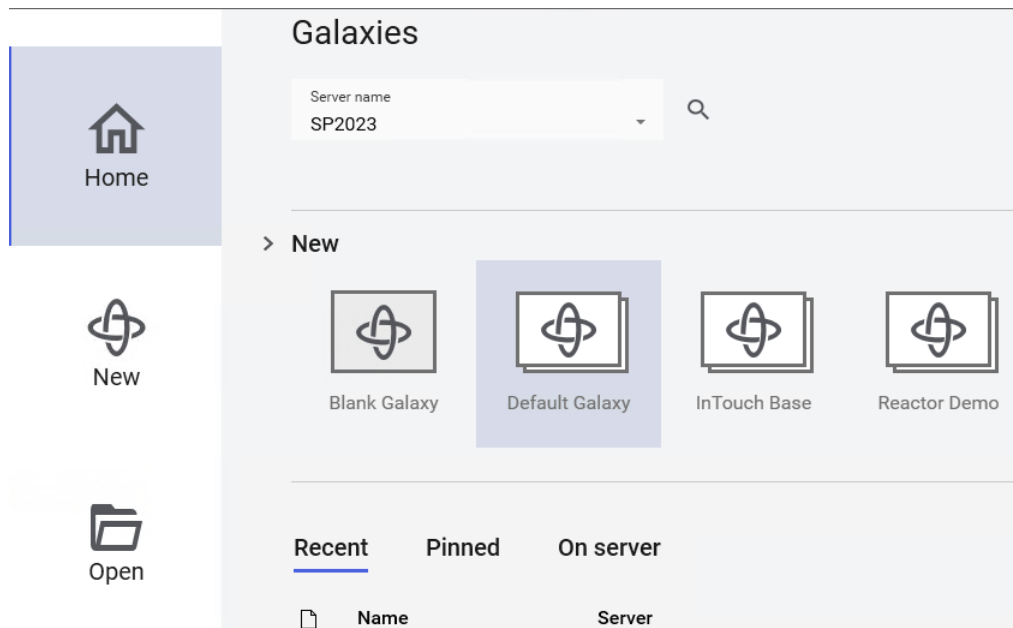 Galaxies
Server name
SP2023
Home
New
Blank Galaxy
Default Galaxy
InTouch Base
Reactor Demo
New
Open
Recent
Pinned
On server
Name
Server